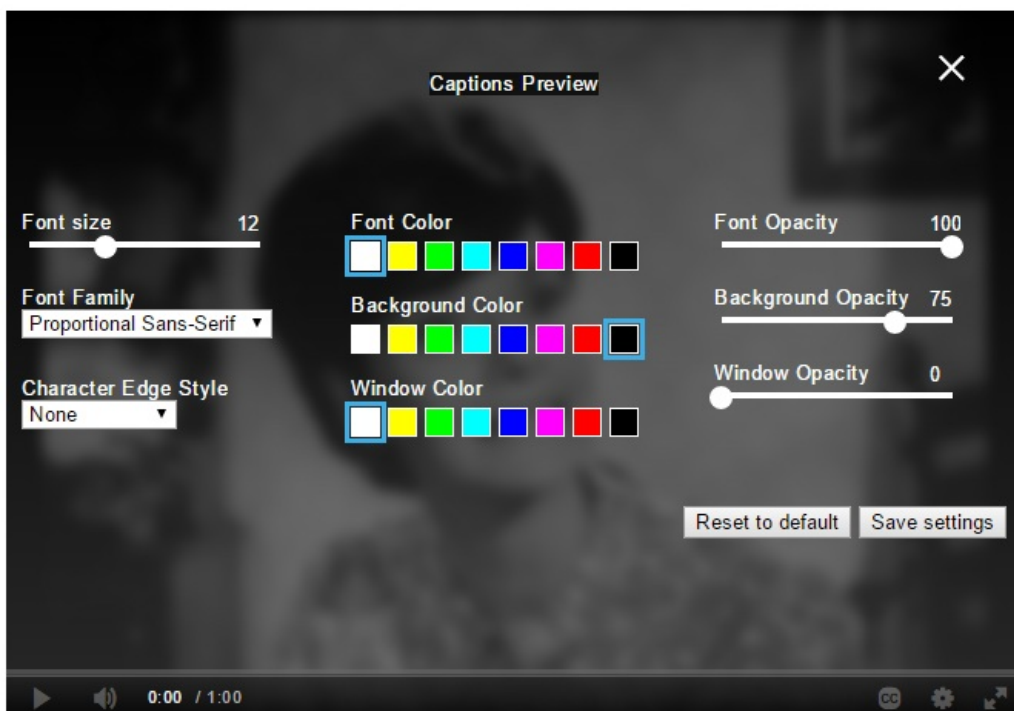 Captions Preview
Font size 12
Font Family
Proportional Sans-Serif
Character Edge Style
None
Font Color
Background Color
Window Color
Font Opacity 100
Background Opacity 75
Window Opacity 0
Reset to default Save settings
0:00 / 1:00
CC